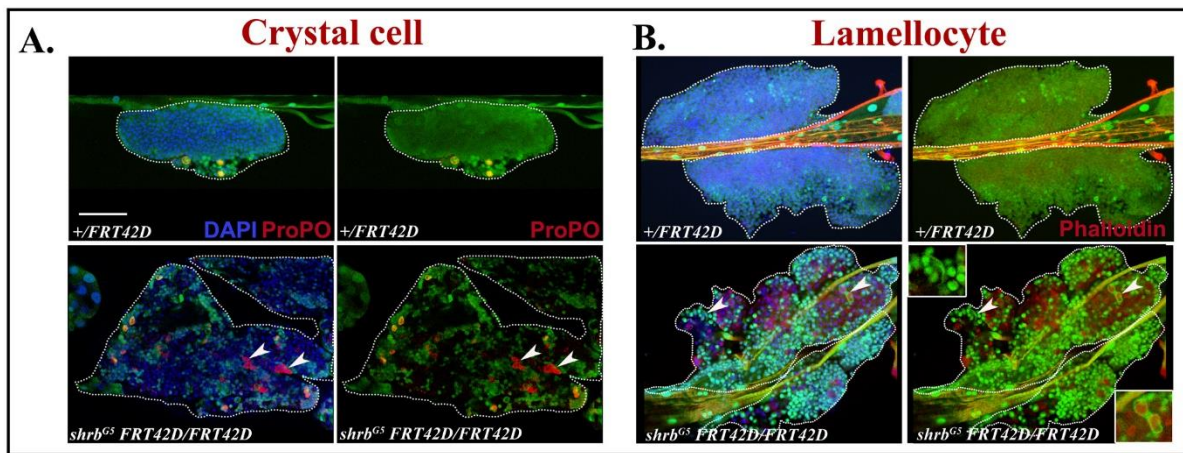 A.
Crystal cell
+/FRT42D
DAPI ProPO
+/FRT42D
ProPO
shrbG5 FRT42D/FRT42D
shrbG5 FRT42D/FRT42D
B.
Lamellocyte
+/FRT42D
+/FRT42D
Phalloidin
shrbG5 FRT42D/FRT42D
shrbG5 FRT42D/FRT42D